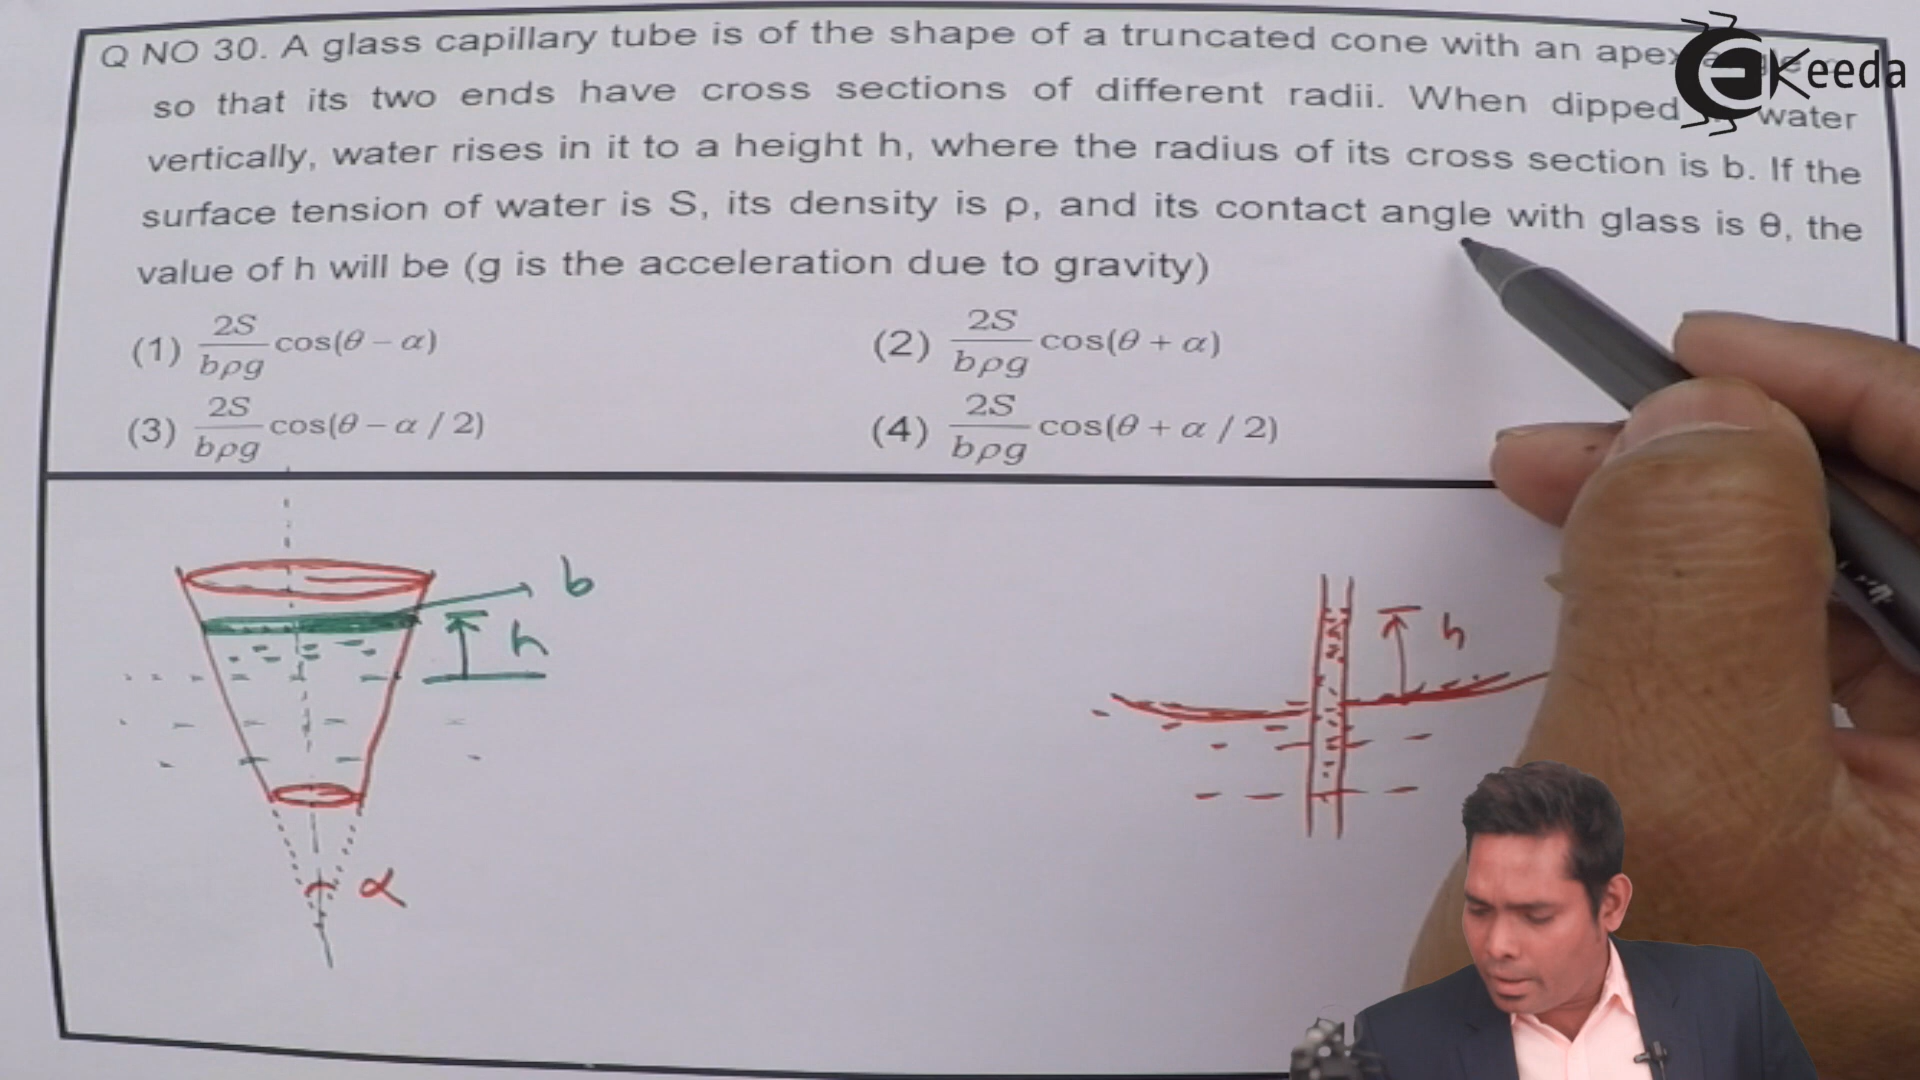 Q NO 30. A glass capillary tube is of the shape of a truncated cone with an apex
Keeda
so that its two ends have cross sections of different radii. When dipped water
vertically, water rises in it to a height h, where the radius of its cross section is b. If the
surface tension of water is S, its density is ρ, and its contact angle with glass is θ, the
value of h will be (g is the acceleration due to gravity)
(1) 2S/bρg cos(θ − α)
(2) 2S/bρg cos(θ + α)
(3) 2S/bρg cos(θ − α / 2)
(4) 2S/bρg cos(θ + α / 2)
b
h
h
α